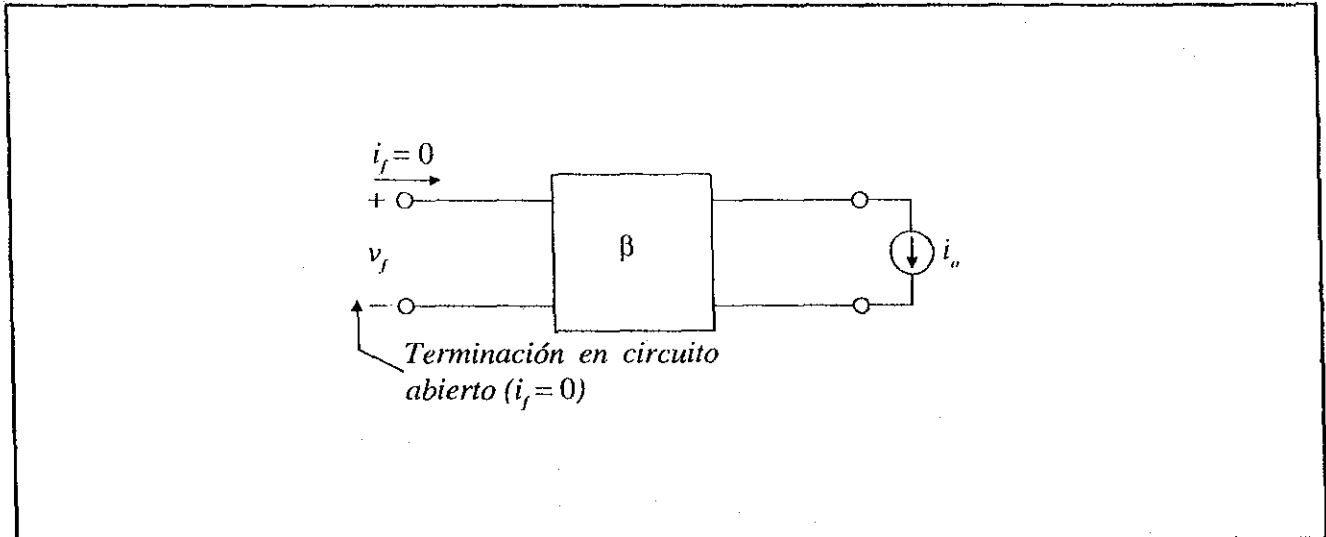 i_f = 0
+
v_f
−
β
i_o
Terminación en circuito
abierto (i_f = 0)